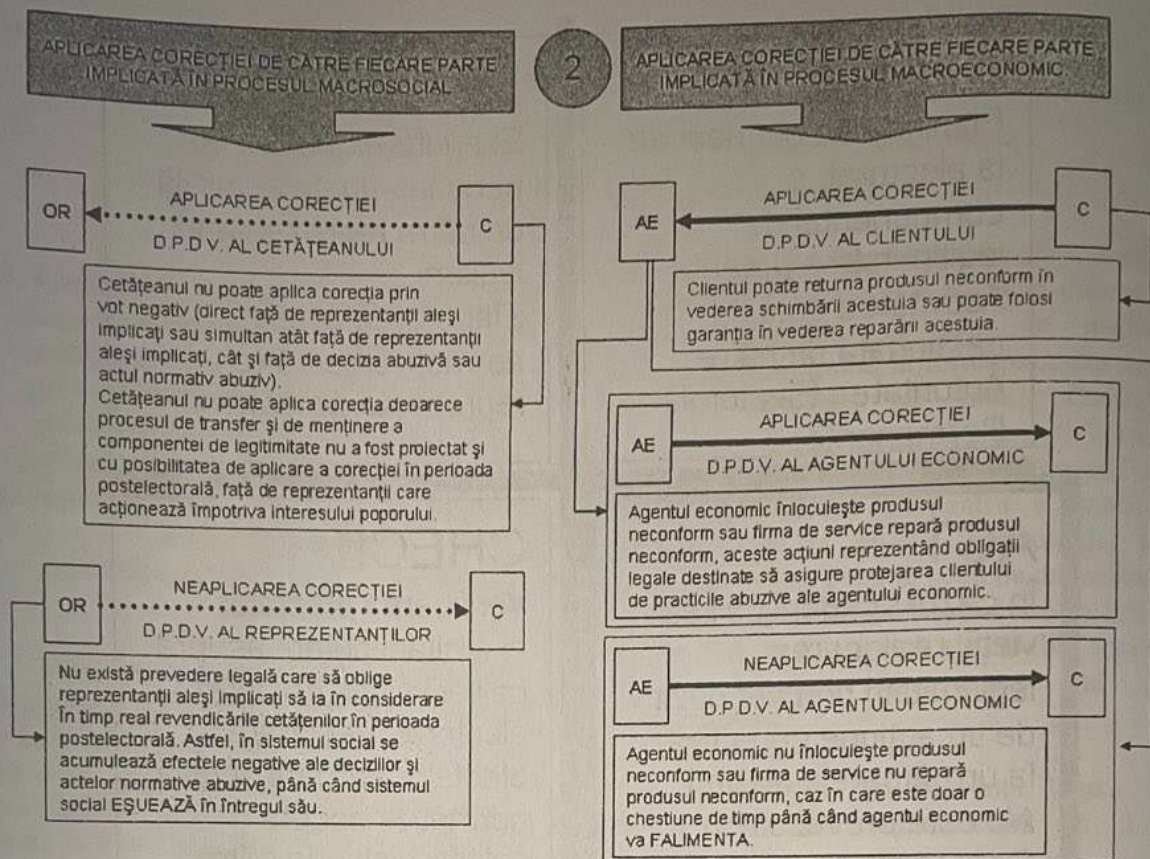 APLICAREA CORECȚIEI DE CĂTRE FIECARE PARTE
IMPLICATĂ ÎN PROCESUL MACROSOCIAL
2
APLICAREA CORECȚIEI DE CĂTRE FIECARE PARTE
IMPLICATĂ ÎN PROCESUL MACROECONOMIC
OR
APLICAREA CORECȚIEI
D.P.D.V. AL CETĂȚEANULUI
C
Cetățeanul nu poate aplica corecția prin
vot negativ (direct față de reprezentanții aleși
implicați sau simultan atât față de reprezentanții
aleși implicați, cât și față de decizia abuzivă sau
actul normativ abuziv).
Cetățeanul nu poate aplica corecția deoarece
procesul de transfer și de menținere a
componentei de legitimitate nu a fost proiectat și
cu posibilitatea de aplicare a corecției în perioada
postelectorală, față de reprezentanții care
acționează împotriva interesului poporului.
OR
NEAPLICAREA CORECȚIEI
D.P.D.V. AL REPREZENTANȚILOR
C
Nu există prevedere legală care să oblige
reprezentanții aleși implicați să ia în considerare
în timp real revendicările cetățenilor în perioada
postelectorală. Astfel, în sistemul social se
acumulează efectele negative ale deciziilor și
actelor normative abuzive, până când sistemul
social EȘUEAZĂ în întregul său.
AE
APLICAREA CORECȚIEI
D.P.D.V. AL CLIENTULUI
C
Clientul poate returna produsul neconform în
vederea schimbării acestuia sau poate folosi
garanția în vederea reparării acestuia.
AE
APLICAREA CORECȚIEI
D.P.D.V. AL AGENTULUI ECONOMIC
C
Agentul economic înlocuiește produsul
neconform sau firma de service repară produsul
neconform, aceste acțiuni reprezentând obligații
legale destinate să asigure protejarea clientului
de practicile abuzive ale agentului economic.
AE
NEAPLICAREA CORECȚIEI
D.P.D.V. AL AGENTULUI ECONOMIC
C
Agentul economic nu înlocuiește produsul
neconform sau firma de service nu repară
produsul neconform, caz în care este doar o
chestiune de timp până când agentul economic
va FALIMENTA.